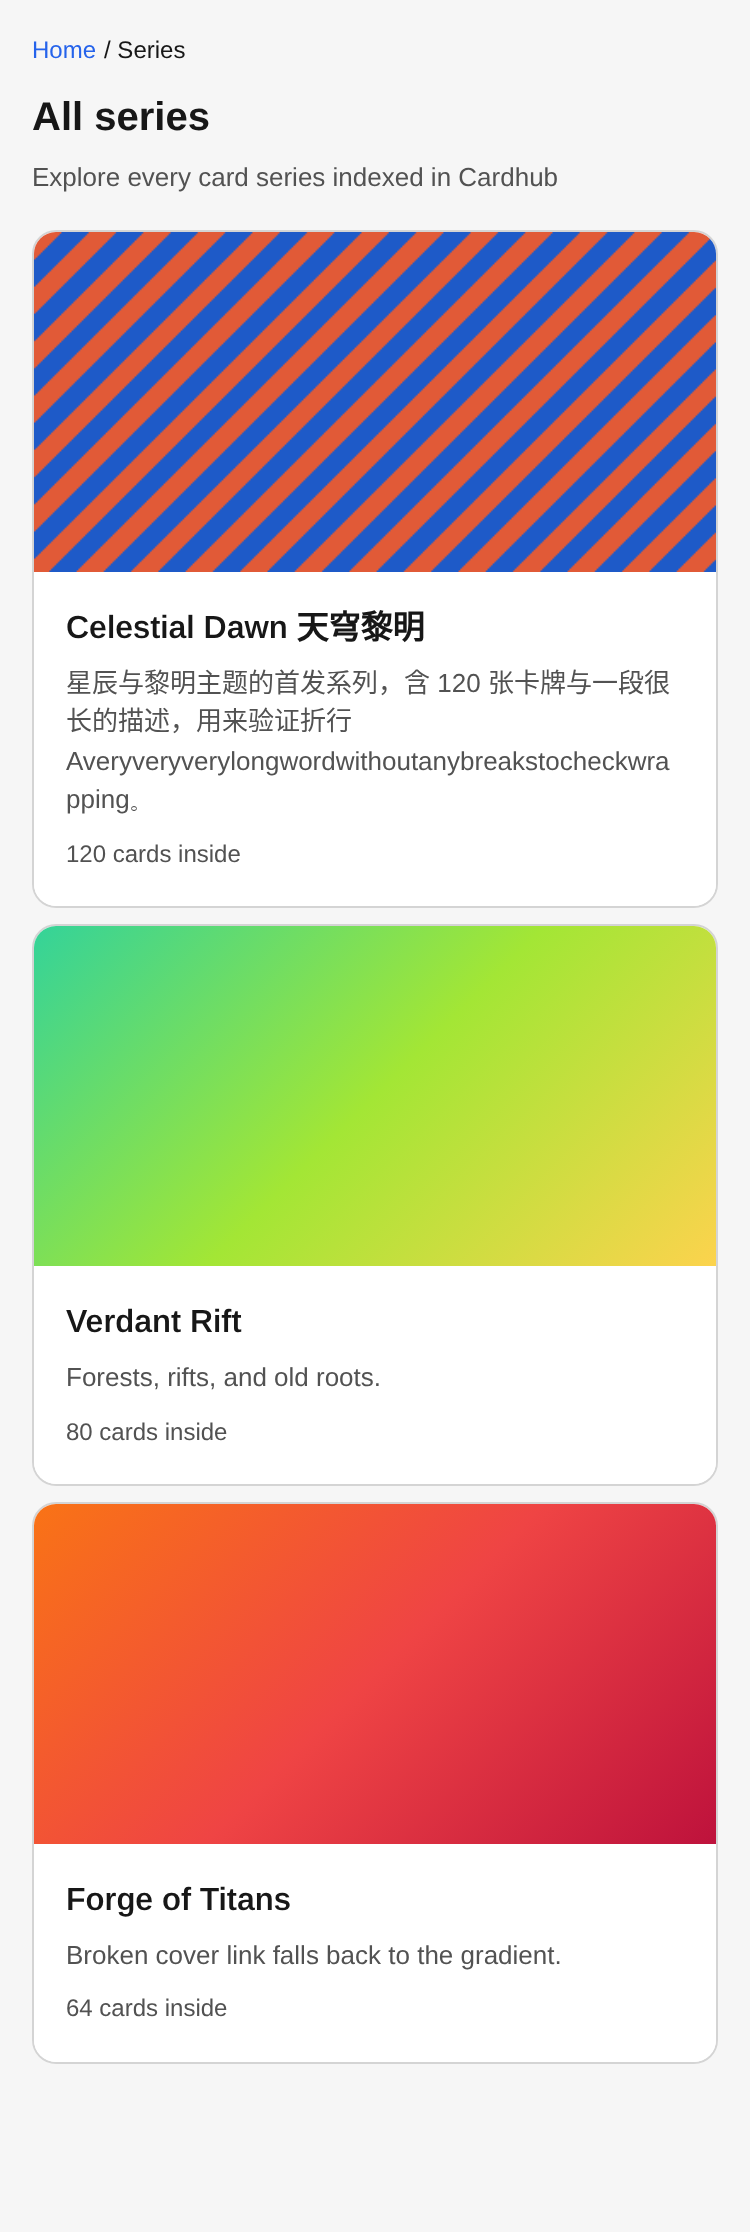 Home / Series
All series
Explore every card series indexed in Cardhub
Celestial Dawn 天穹黎明
星辰与黎明主题的首发系列，含 120 张卡牌与一段很
长的描述，用来验证折行
Averyveryverylongwordwithoutanybreakstocheckwra
pping。
120 cards inside
Verdant Rift
Forests, rifts, and old roots.
80 cards inside
Forge of Titans
Broken cover link falls back to the gradient.
64 cards inside